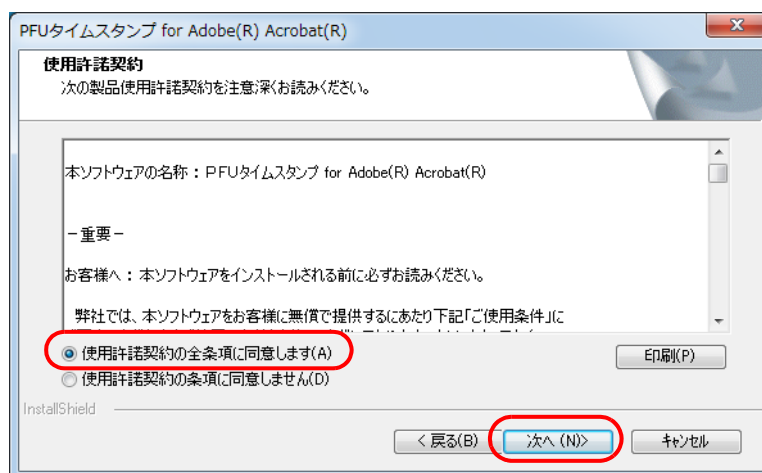 PFUタイムスタンプ for Adobe(R) Acrobat(R)
使用許諾契約
次の製品使用許諾契約を注意深くお読みください。
本ソフトウェアの名称：PFUタイムスタンプ for Adobe(R) Acrobat(R)
－重要－
お客様へ：本ソフトウェアをインストールされる前に必ずお読みください。
弊社では、本ソフトウェアをお客様に無償で提供するにあたり下記「ご使用条件」に
使用許諾契約の全条項に同意します(A)
印刷(P)
使用許諾契約の条項に同意しません(D)
InstallShield
< 戻る(B)
次へ (N)>
キャンセル